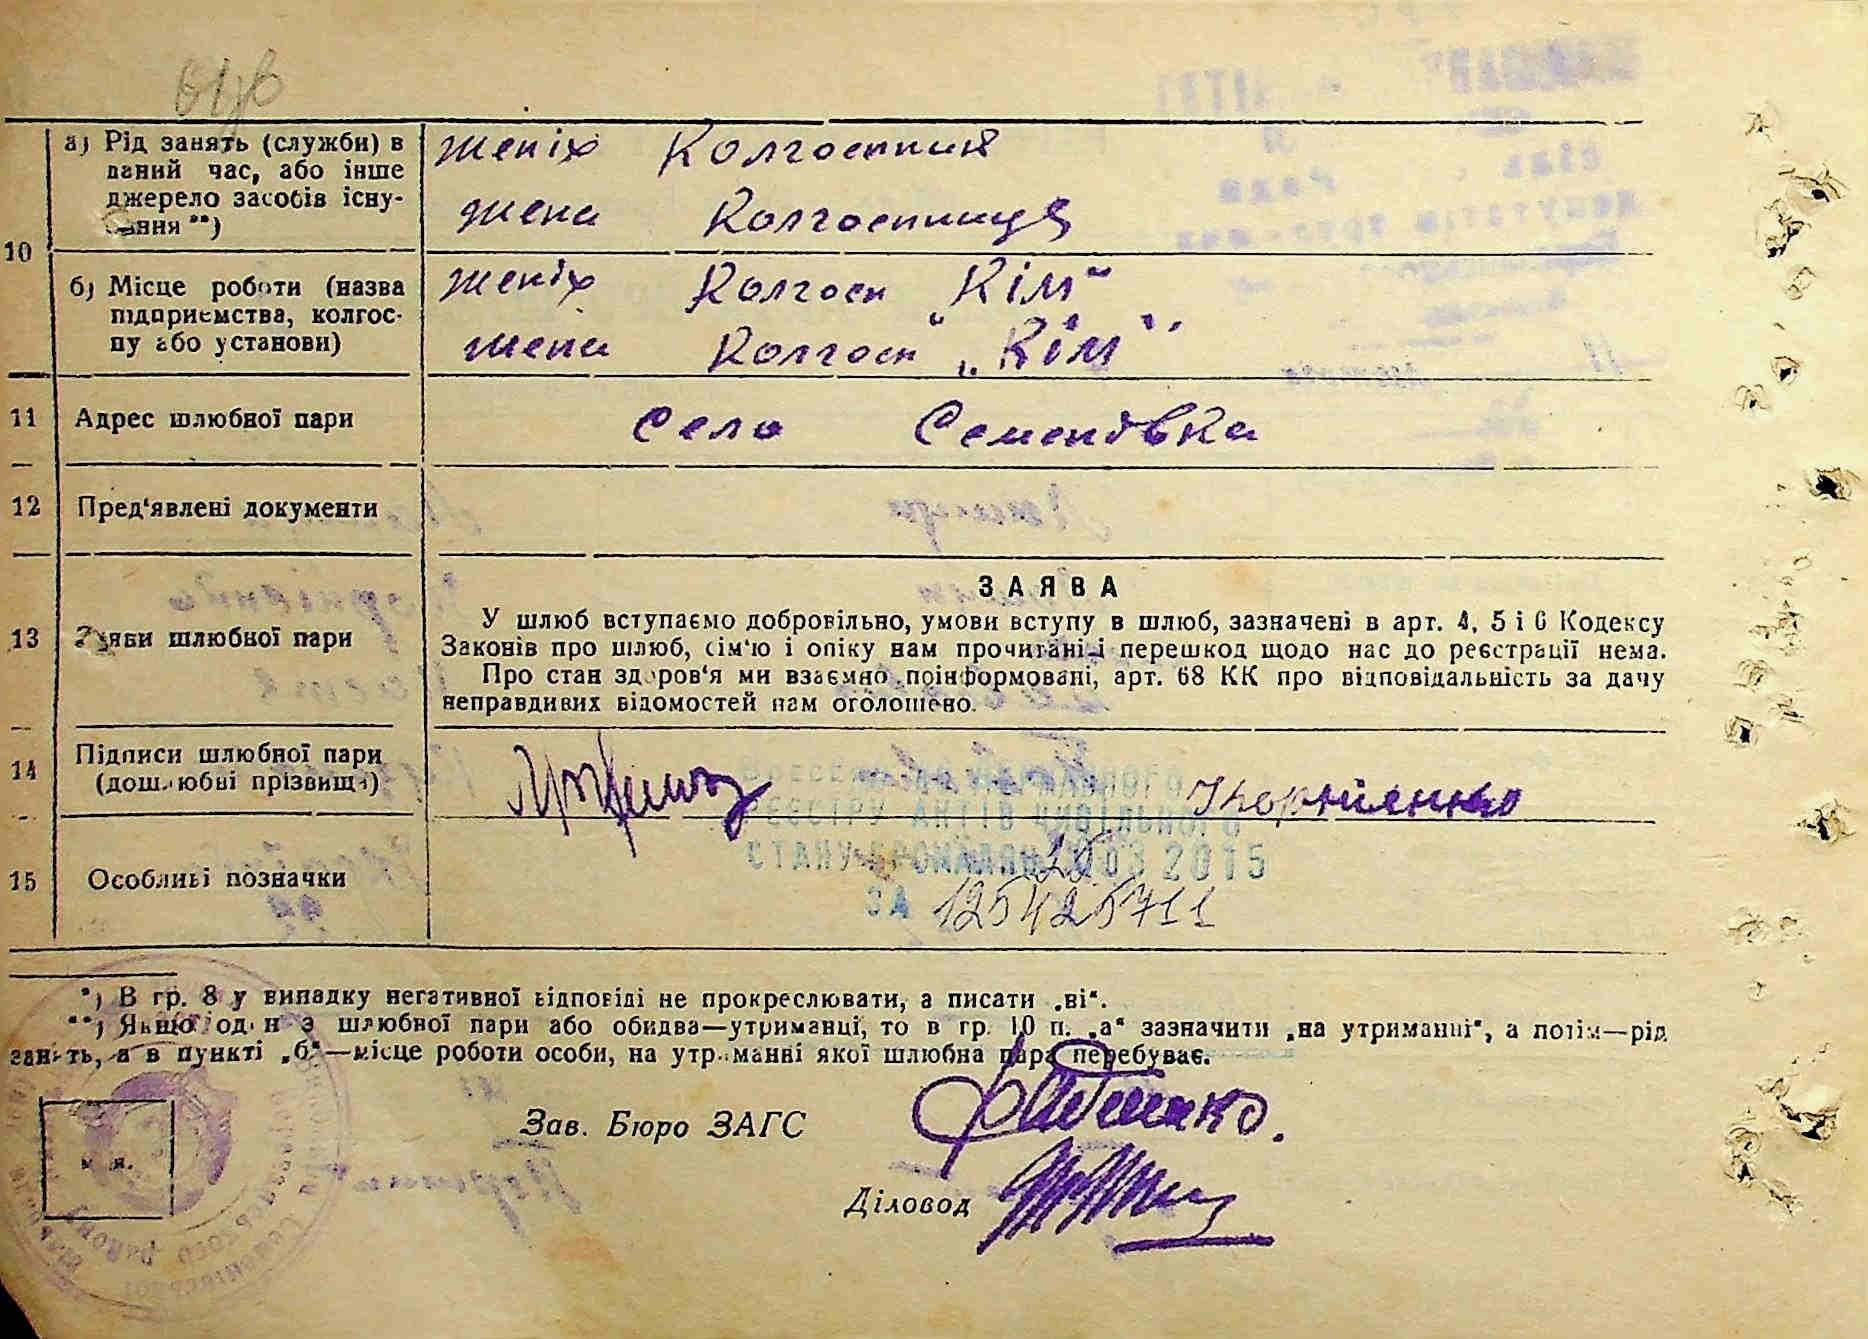 10
а) Рід занять (служби) в
даний час, або інше
джерело засобів існу-
вання **)
жених Колгоспник
жена Колгоспниця
б) Місце роботи (назва
підприємства, колгос-
пу або установи)
жених Колгосп "Кім"
жена Колгосп „Кім"
11 Адрес шлюбної пари
Село Семенівка
12 Пред'явлені документи
13 Заяви шлюбної пари
ЗАЯВА
У шлюб вступаємо добровільно, умови вступу в шлюб, зазначені в арт. 4, 5 і 6 Кодексу
Законів про шлюб, сім'ю і опіку нам прочитані і перешкод щодо нас до реєстрації нема.
Про стан здоров'я ми взаємно поінформовані, арт. 68 КК про відповідальність за дачу
неправдивих відомостей нам оголошено.
14 Підписи шлюбної пари
(дошлюбні прізвища)
15 Особливі позначки
ДЕРЖАВНОГО
РЕЄСТРУ АКТІВ ЦИВІЛЬНОГО
СТАНУ ГРОМАДЯН 03 2015
ЗА 125425711
*) В гр. 8 у випадку негативної відповіді не прокреслювати, а писати „ні".
**) Якщо один з шлюбної пари або обидва—утриманці, то в гр. 10 п. „а" зазначити „на утриманні", а потім—рід
занять, а в пункті „б"—місце роботи особи, на утриманні якої шлюбна пара перебуває.
Зав. Бюро ЗАГС
Діловод
м. п.